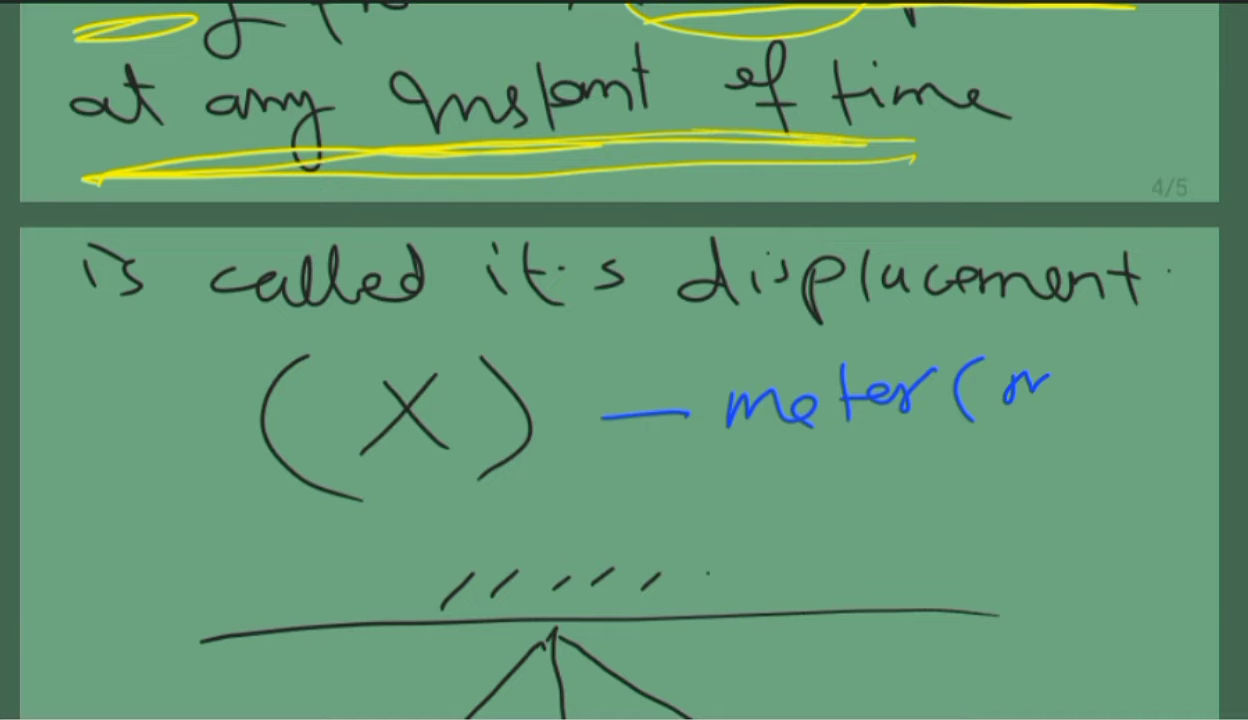 at any instant of time
4/5
is called it's displacement.
(X) — meter (m